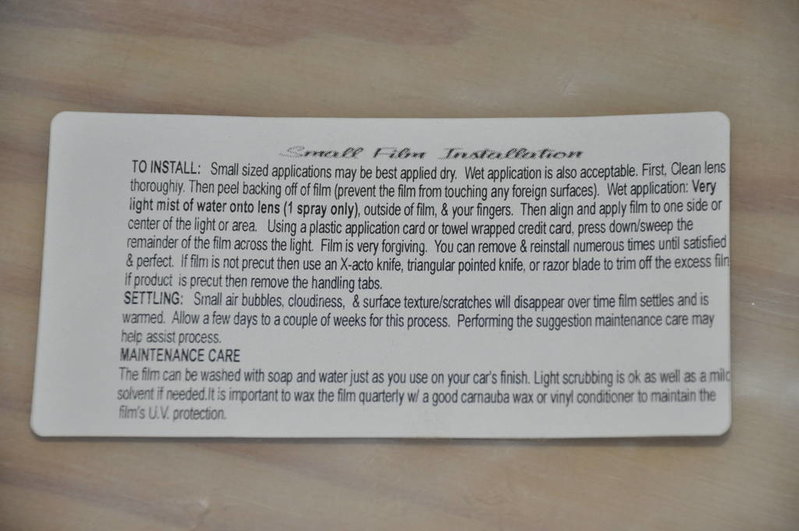 Small Film Installation
TO INSTALL: Small sized applications may be best applied dry. Wet application is also acceptable. First, Clean lens
thoroughly. Then peel backing off of film (prevent the film from touching any foreign surfaces). Wet application: Very
light mist of water onto lens (1 spray only), outside of film, & your fingers. Then align and apply film to one side or
center of the light or area. Using a plastic application card or towel wrapped credit card, press down/sweep the
remainder of the film across the light. Film is very forgiving. You can remove & reinstall numerous times until satisfied
& perfect. If film is not precut then use an X-acto knife, triangular pointed knife, or razor blade to trim off the excess film
If product is precut then remove the handling tabs.
SETTLING: Small air bubbles, cloudiness, & surface texture/scratches will disappear over time film settles and is
warmed. Allow a few days to a couple of weeks for this process. Performing the suggestion maintenance care may
help assist process.
MAINTENANCE CARE
The film can be washed with soap and water just as you use on your car's finish. Light scrubbing is ok as well as a mild
solvent if needed.It is important to wax the film quarterly w/ a good carnauba wax or vinyl conditioner to maintain the
film's U.V. protection.